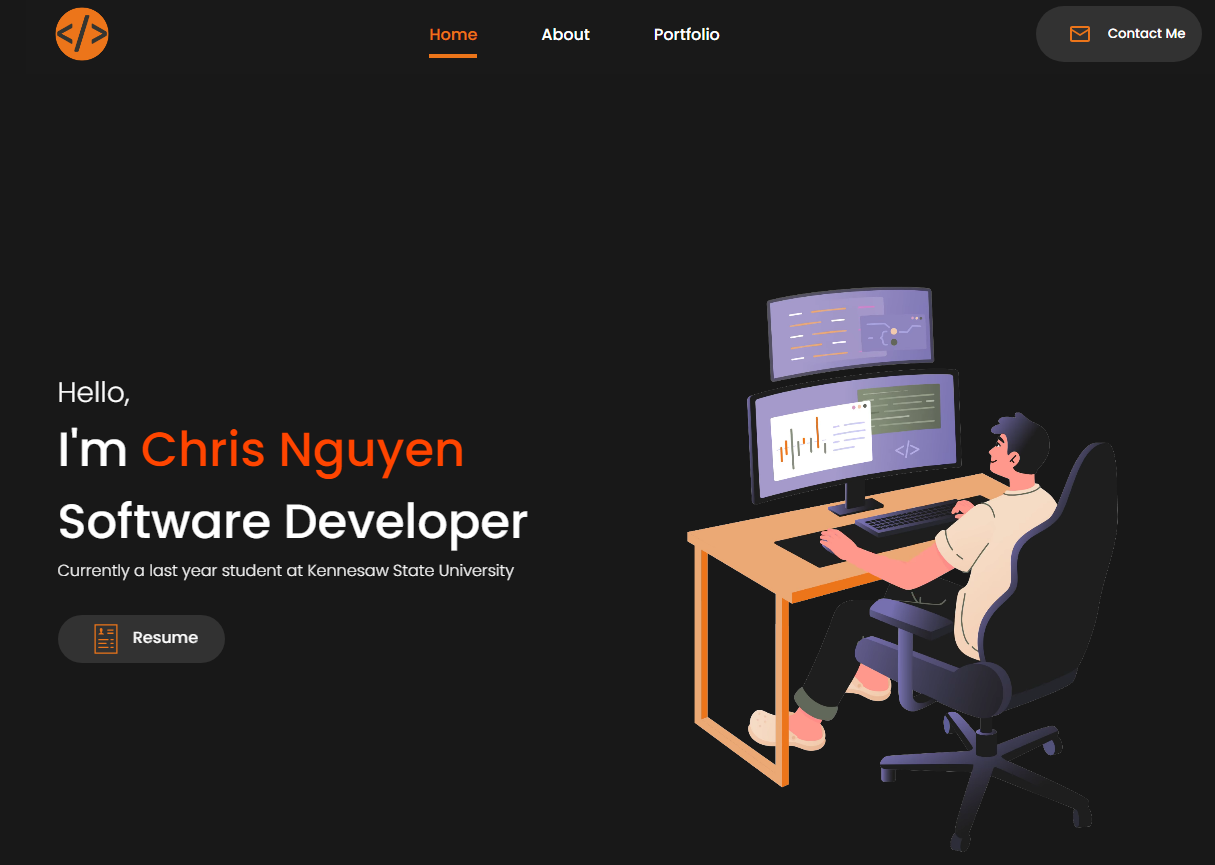 </>
Home About Portfolio Contact Me
Hello,
I'm Chris Nguyen
Software Developer
Currently a last year student at Kennesaw State University
Resume
</>